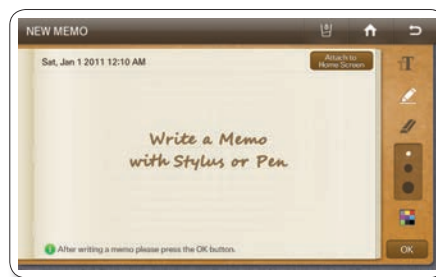 NEW MEMO
Sat, Jan 1 2011 12:10 AM
Attach to
Home Screen
T
Write a Memo
with Stylus or Pen
After writing a memo please press the OK button.
OK